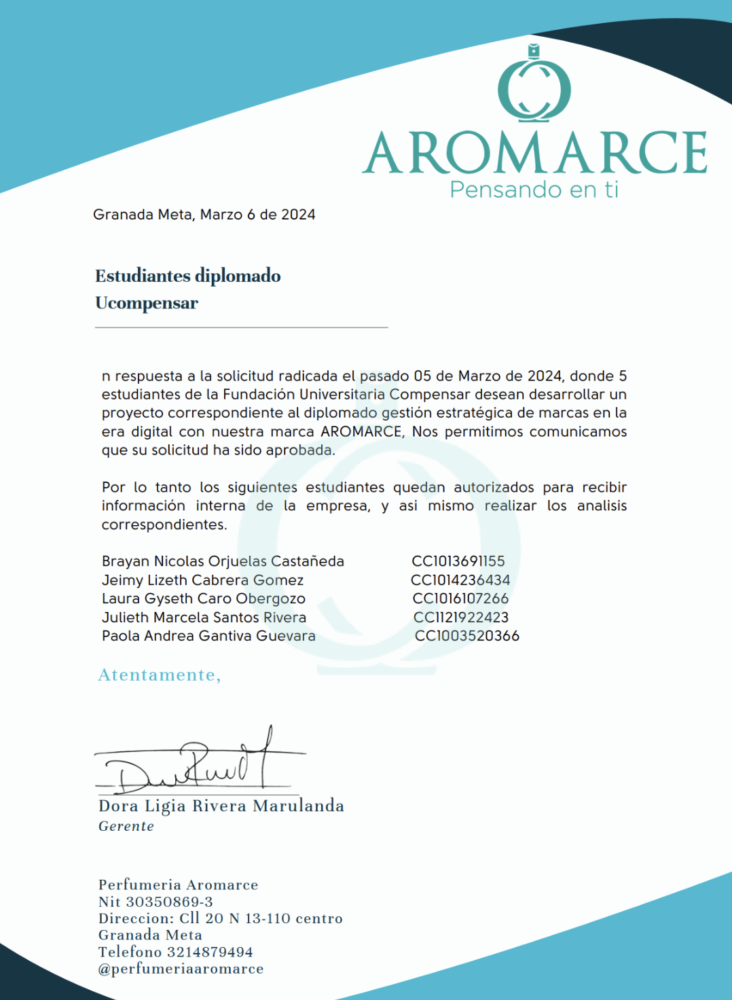 AROMARCE
Pensando en ti
Granada Meta, Marzo 6 de 2024
Estudiantes diplomado
Ucompensar
n respuesta a la solicitud radicada el pasado 05 de Marzo de 2024, donde 5
estudiantes de la Fundación Universitaria Compensar desean desarrollar un
proyecto correspondiente al diplomado gestión estratégica de marcas en la
era digital con nuestra marca AROMARCE, Nos permitimos comunicamos
que su solicitud ha sido aprobada.
Por lo tanto los siguientes estudiantes quedan autorizados para recibir
información interna de la empresa, y asi mismo realizar los analisis
correspondientes.
Brayan Nicolas Orjuelas Castañeda CC1013691155
Jeimy Lizeth Cabrera Gomez CC1014236434
Laura Gyseth Caro Obergozo CC1016107266
Julieth Marcela Santos Rivera CC1121922423
Paola Andrea Gantiva Guevara CC1003520366
Atentamente,
Dora Ligia Rivera Marulanda
Gerente
Perfumeria Aromarce
Nit 30350869-3
Direccion: Cll 20 N 13-110 centro
Granada Meta
Telefono 3214879494
@perfumeriaaromarce